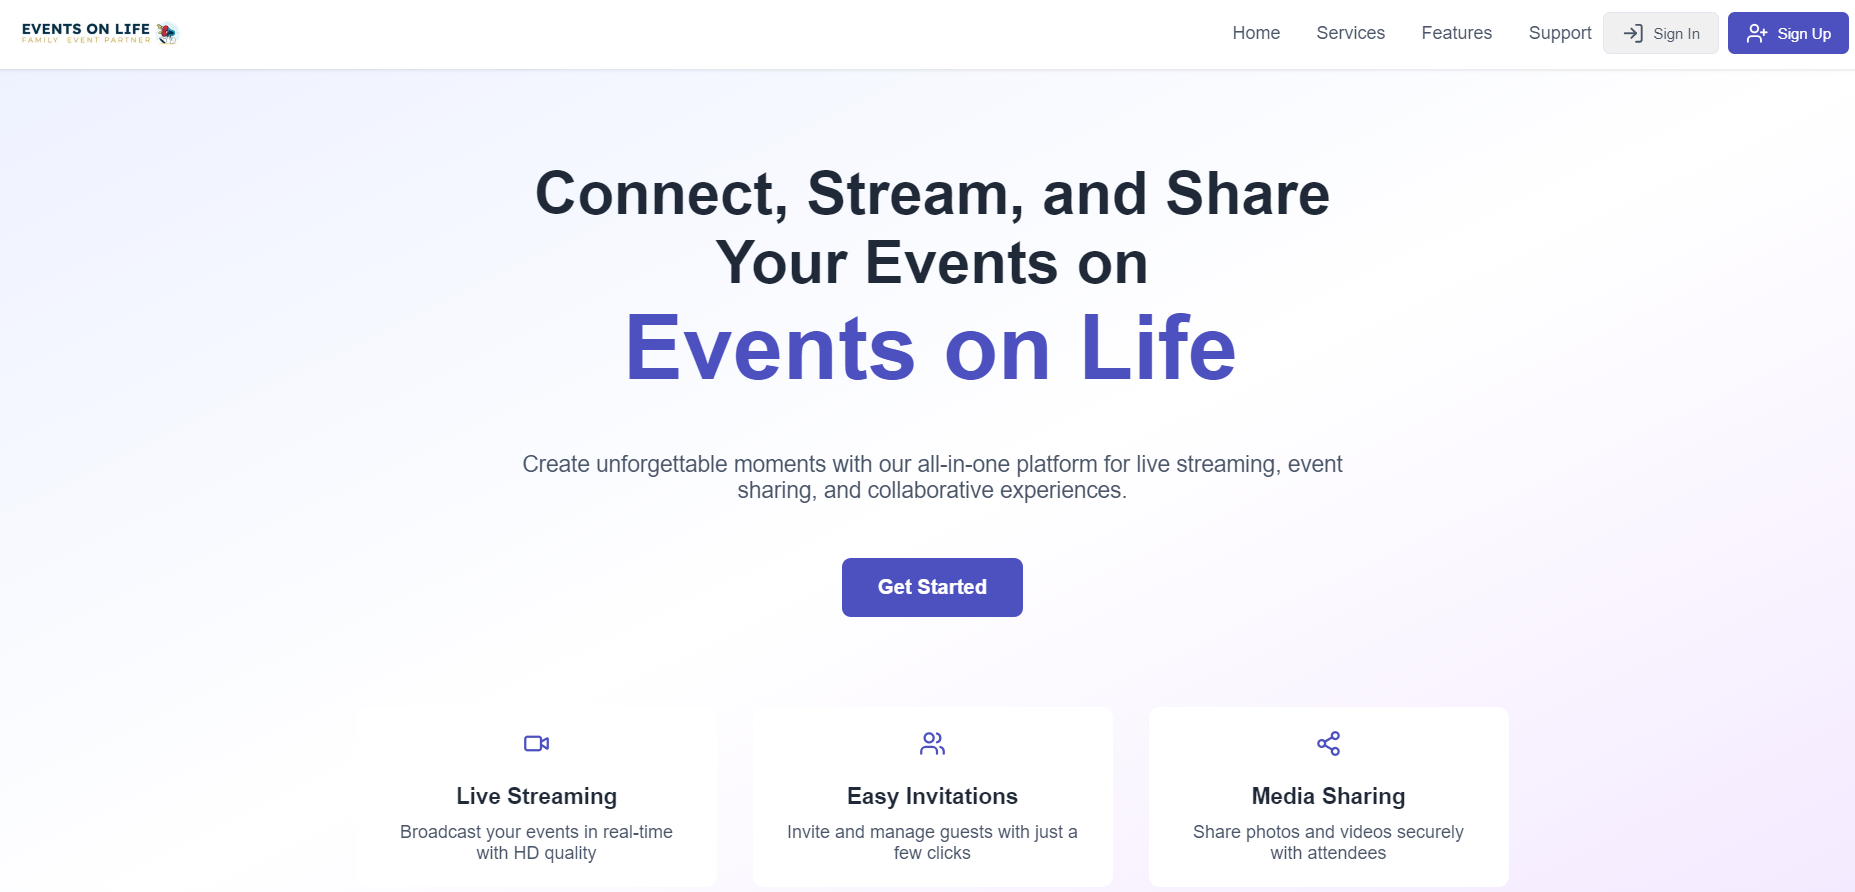 EVENTS ON LIFE
FAMILY EVENT PARTNER
Home
Services
Features
Support
Sign In
Sign Up
Connect, Stream, and Share
Your Events on
Events on Life
Create unforgettable moments with our all-in-one platform for live streaming, event
sharing, and collaborative experiences.
Get Started
Live Streaming
Broadcast your events in real-time
with HD quality
Easy Invitations
Invite and manage guests with just a
few clicks
Media Sharing
Share photos and videos securely
with attendees